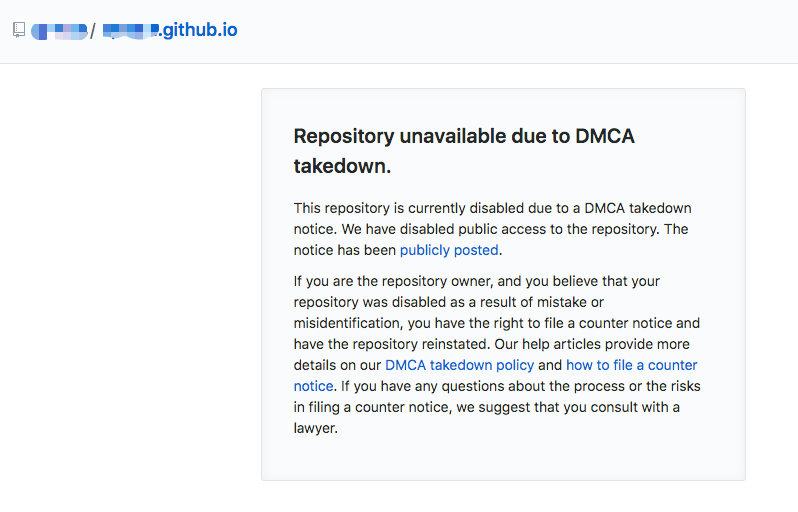 / .github.io
Repository unavailable due to DMCA
takedown.
This repository is currently disabled due to a DMCA takedown
notice. We have disabled public access to the repository. The
notice has been publicly posted.
If you are the repository owner, and you believe that your
repository was disabled as a result of mistake or
misidentification, you have the right to file a counter notice and
have the repository reinstated. Our help articles provide more
details on our DMCA takedown policy and how to file a counter
notice. If you have any questions about the process or the risks
in filing a counter notice, we suggest that you consult with a
lawyer.